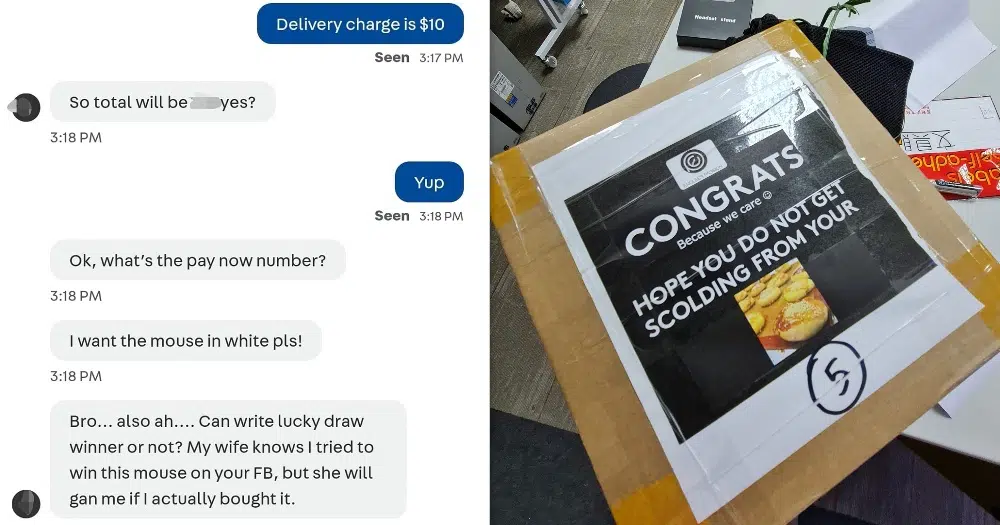 Delivery charge is $10
Seen 3:17 PM
So total will be yes?
3:18 PM
Yup
Seen 3:18 PM
Ok, what's the pay now number?
3:18 PM
I want the mouse in white pls!
3:18 PM
Bro... also ah.... Can write lucky draw
winner or not? My wife knows I tried to
win this mouse on your FB, but she will
gan me if I actually bought it.
Headset stand
CONGRATS
Because we care ☺
HOPE YOU DO NOT GET
SCOLDING FROM YOUR
5
文具